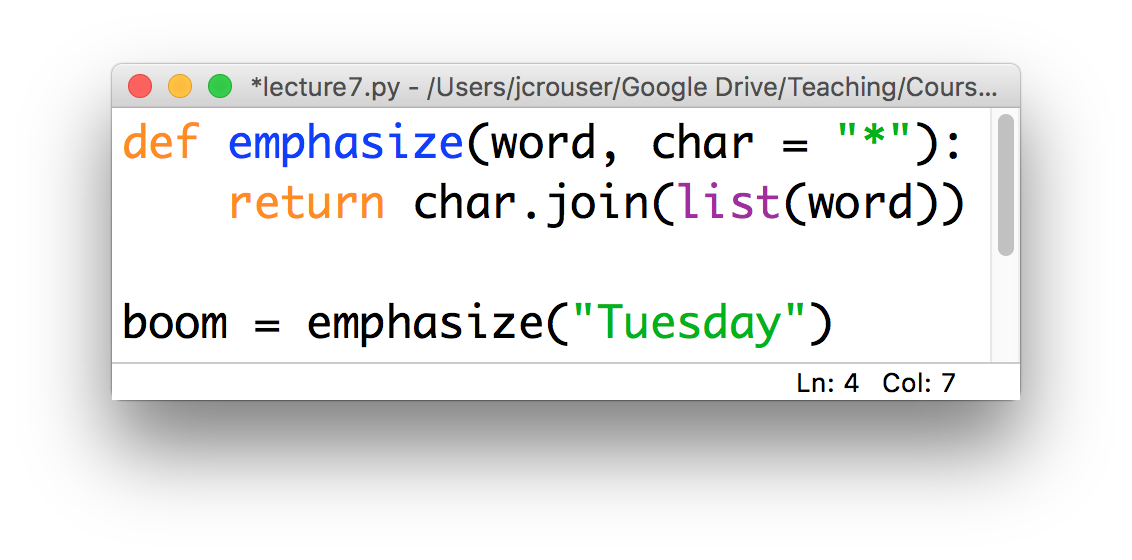 *lecture7.py - /Users/jcrouser/Google Drive/Teaching/Cours...
def emphasize(word, char = "*"):
    return char.join(list(word))
boom = emphasize("Tuesday")
Ln: 4 Col: 7